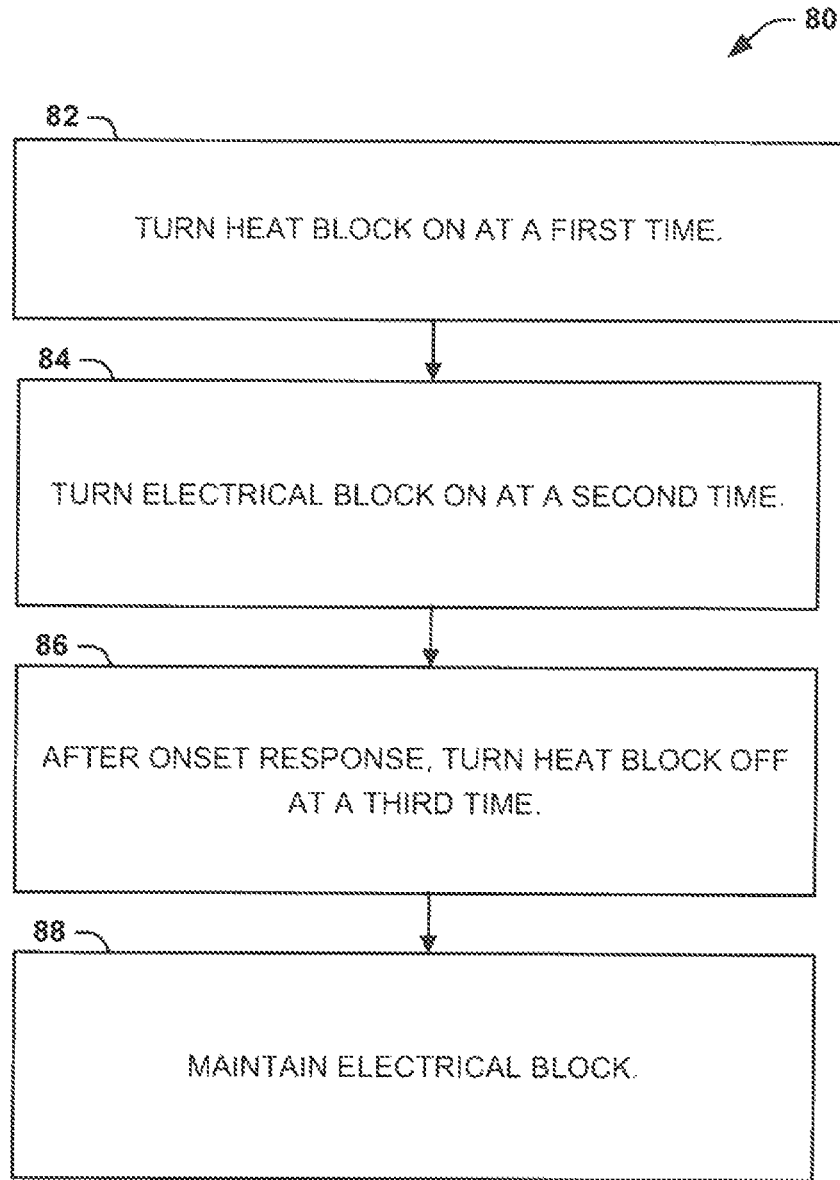 80
82
TURN HEAT BLOCK ON AT A FIRST TIME.
84
TURN ELECTRICAL BLOCK ON AT A SECOND TIME.
86
AFTER ONSET RESPONSE, TURN HEAT BLOCK OFF
AT A THIRD TIME.
88
MAINTAIN ELECTRICAL BLOCK.